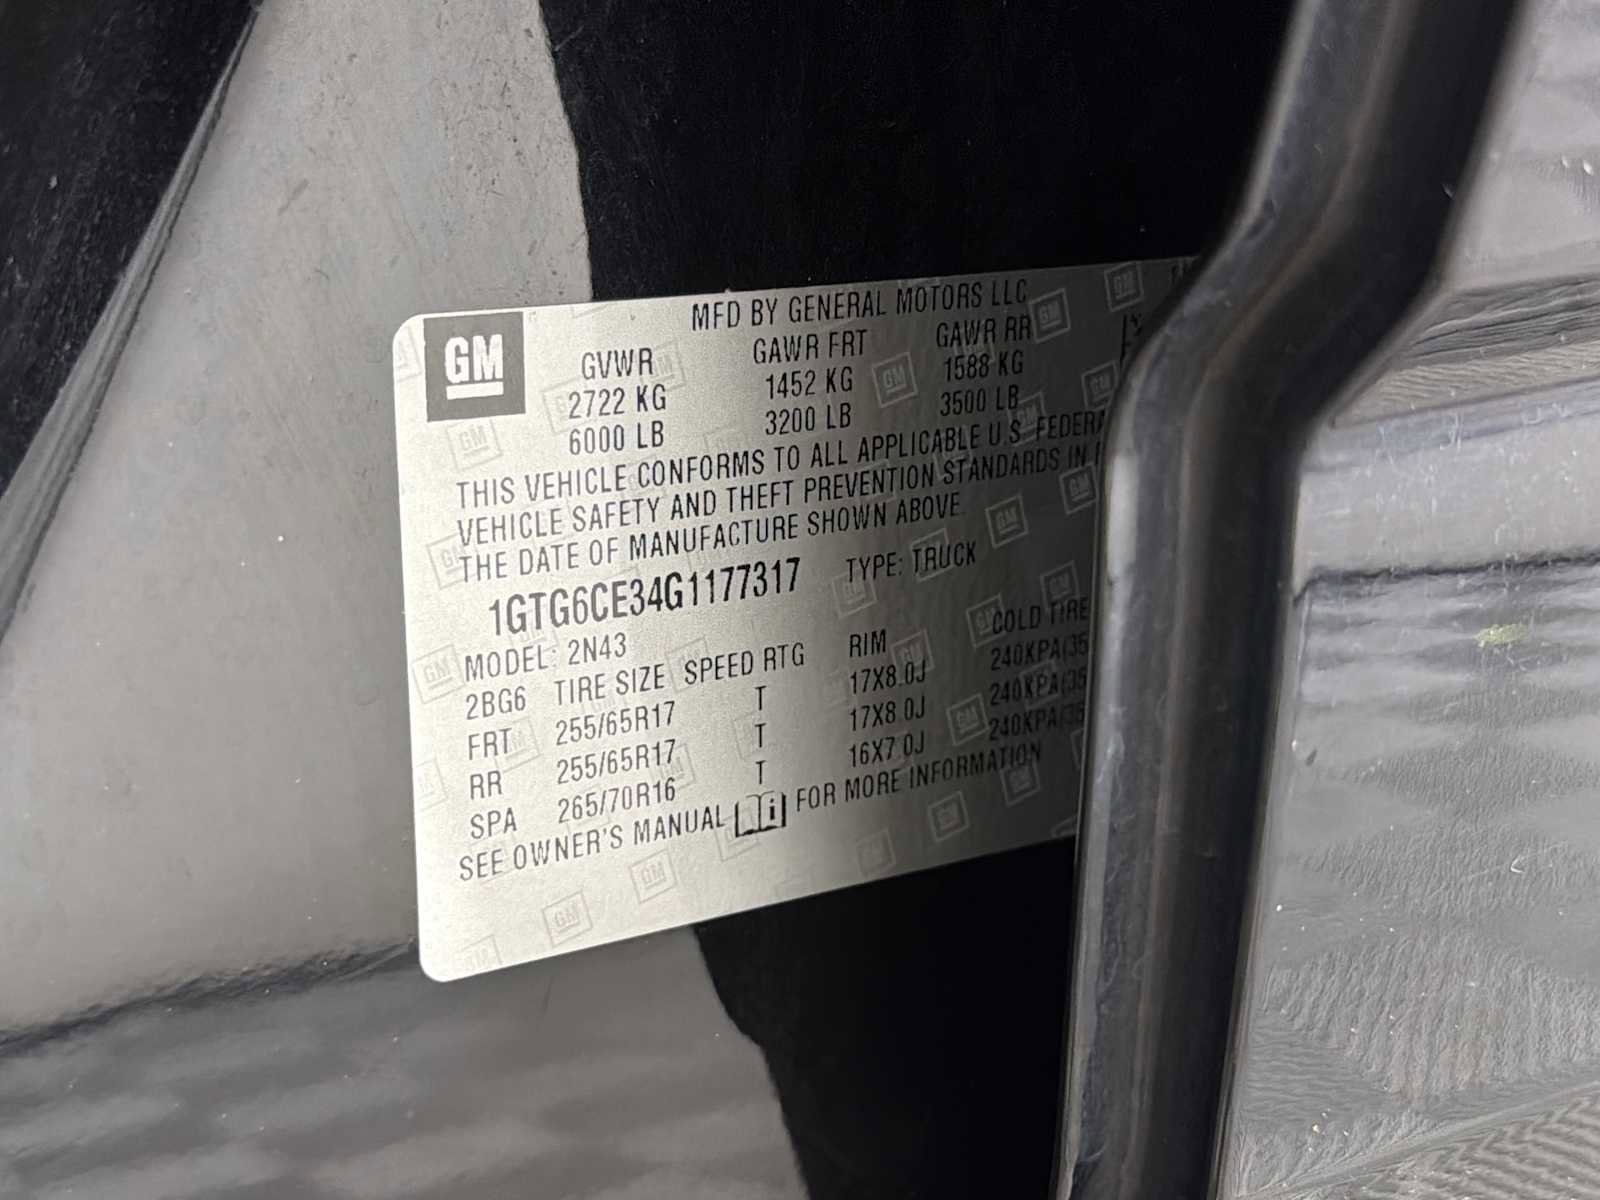 MFD BY GENERAL MOTORS LLC
GM
GVWR GAWR FRT GAWR RR
2722 KG 1452 KG 1588 KG
6000 LB 3200 LB 3500 LB
THIS VEHICLE CONFORMS TO ALL APPLICABLE U.S. FEDERA
VEHICLE SAFETY AND THEFT PREVENTION STANDARDS IN
THE DATE OF MANUFACTURE SHOWN ABOVE.
1GTG6CE34G1177317 TYPE: TRUCK
MODEL: 2N43
2BG6 TIRE SIZE SPEED RTG RIM COLD TIRE
FRT 255/65R17 T 17X8.0J 240KPA(35
RR 255/65R17 T 17X8.0J 240KPA(35
SPA 265/70R16 T 16X7.0J 240KPA(35
SEE OWNER'S MANUAL FOR MORE INFORMATION